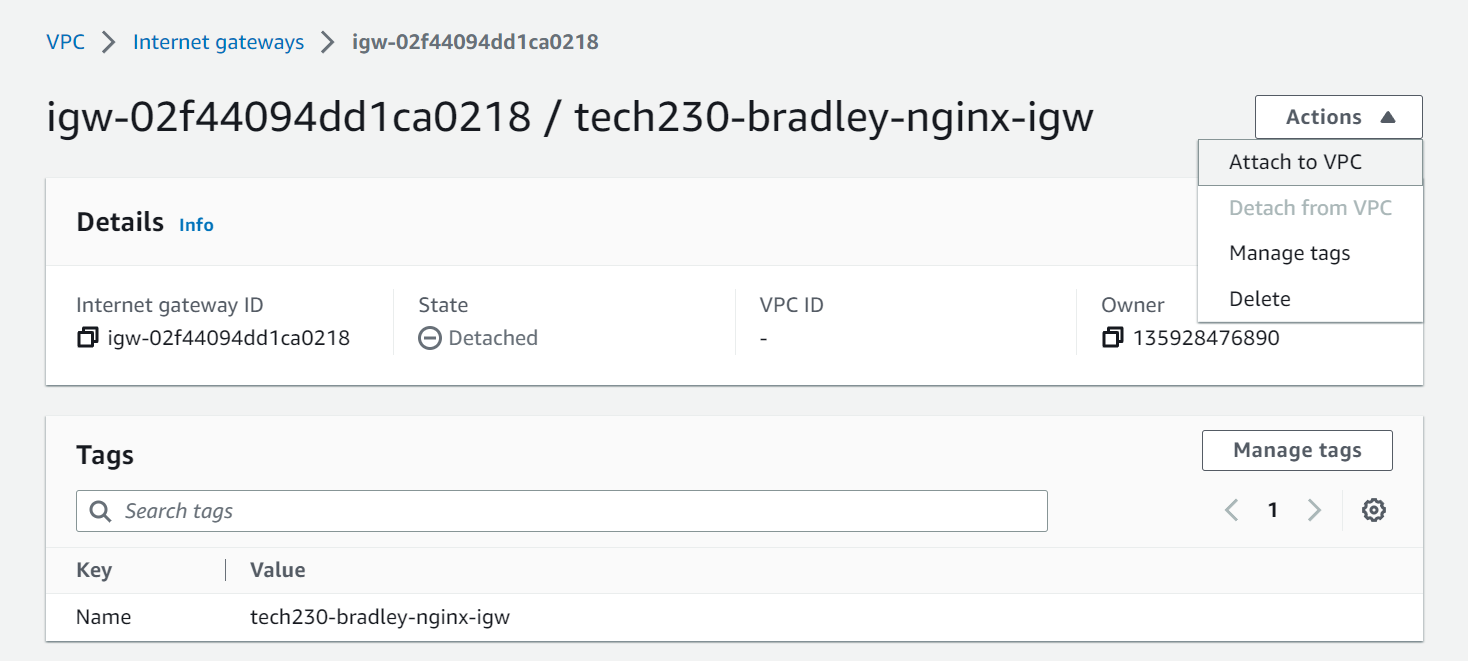 VPC > Internet gateways > igw-02f44094dd1ca0218
igw-02f44094dd1ca0218 / tech230-bradley-nginx-igw
Actions
Attach to VPC
Detach from VPC
Manage tags
Delete
Details Info
Internet gateway ID
igw-02f44094dd1ca0218
State
Detached
VPC ID
-
Owner
135928476890
Tags
Manage tags
Search tags
1
Key Value
Name tech230-bradley-nginx-igw